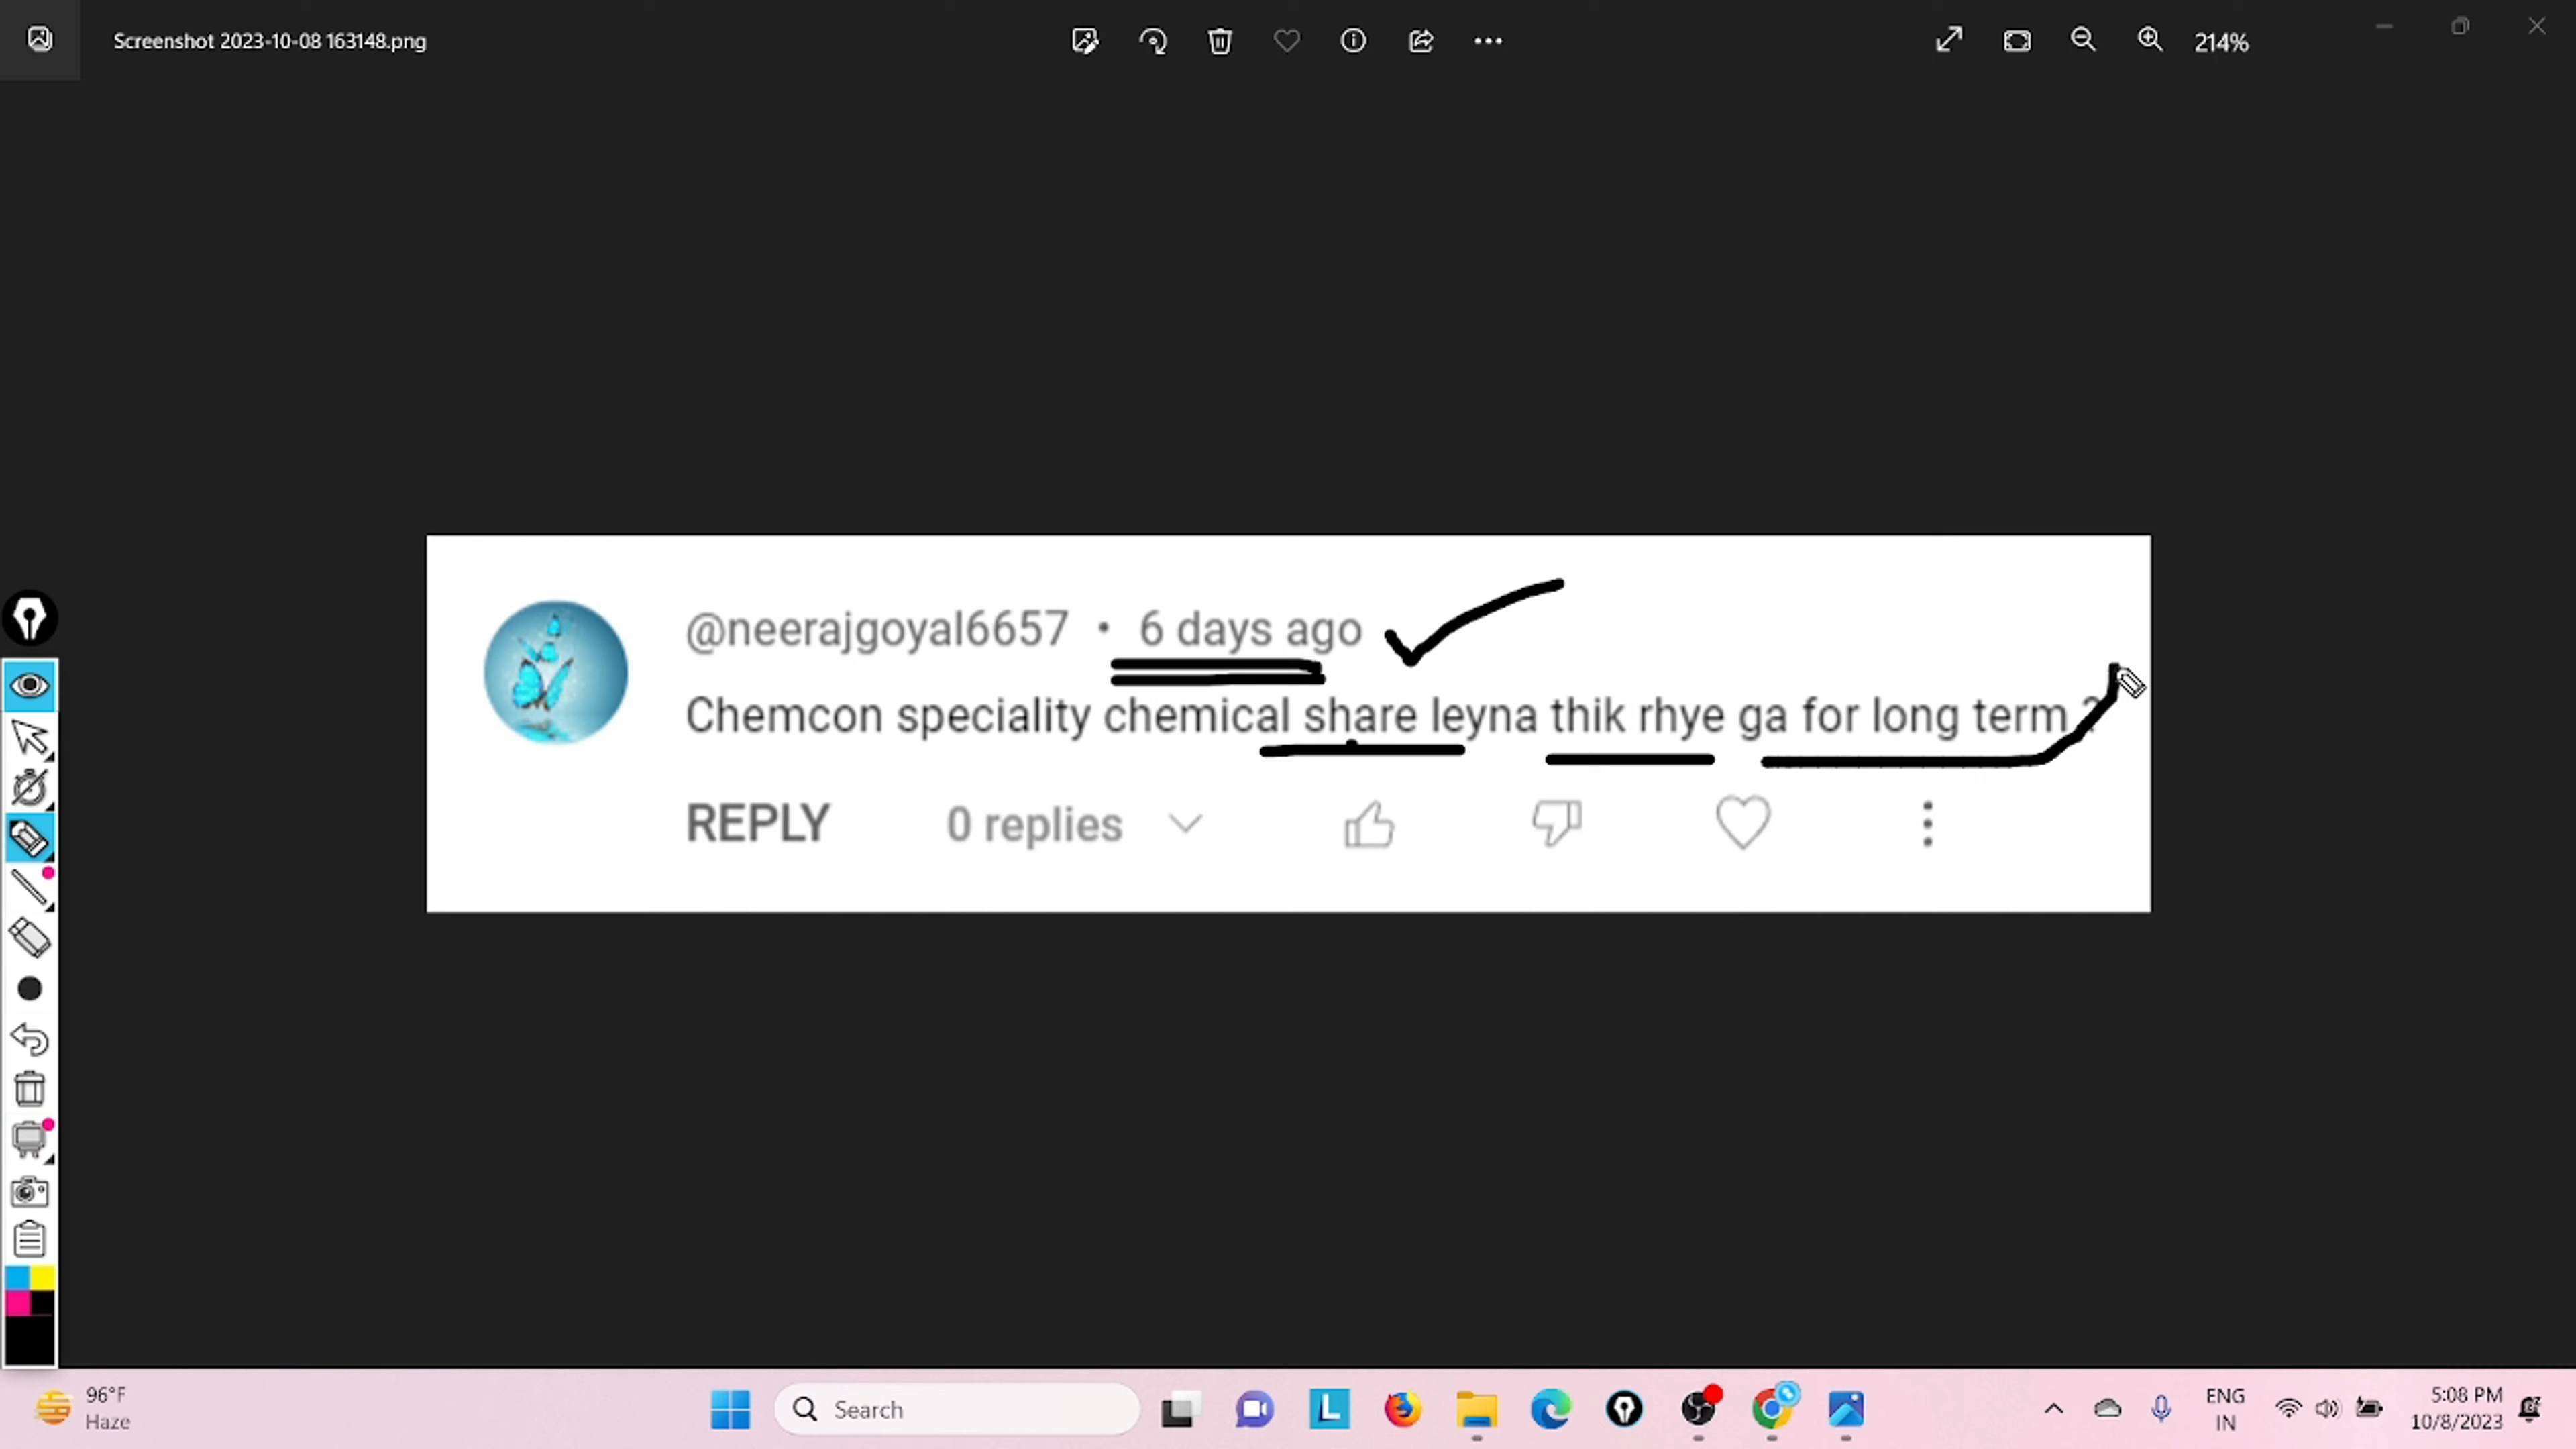 Screenshot 2023-10-08 163148.png
214%
@neerajgoyal6657 • 6 days ago
Chemcon speciality chemical share leyna thik rhye ga for long term ?
REPLY 0 replies
96°F
Haze
Search
ENG
IN
5:08 PM
10/8/2023